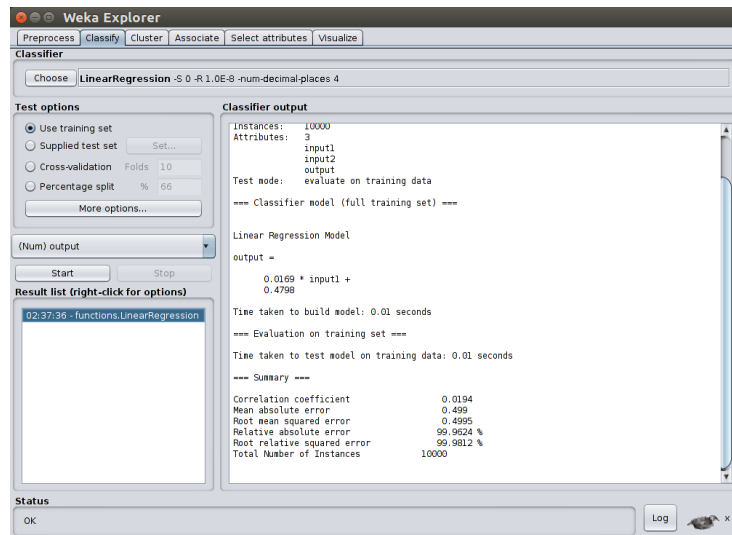 Weka Explorer
Preprocess Classify Cluster Associate Select attributes Visualize
Classifier
Choose LinearRegression -S 0 -R 1.0E-8 -num-decimal-places 4
Test options
Use training set
Supplied test set Set...
Cross-validation Folds 10
Percentage split % 66
More options...
(Num) output
Start Stop
Result list (right-click for options)
02:37:36 - functions.LinearRegression
Classifier output
Instances: 10000
Attributes: 3
input1
input2
output
Test mode: evaluate on training data
=== Classifier model (full training set) ===
Linear Regression Model
output =
0.0169 * input1 +
0.4798
Time taken to build model: 0.01 seconds
=== Evaluation on training set ===
Time taken to test model on training data: 0.01 seconds
=== Summary ===
Correlation coefficient 0.0194
Mean absolute error 0.499
Root mean squared error 0.4995
Relative absolute error 99.9624 %
Root relative squared error 99.9812 %
Total Number of Instances 10000
Status
OK
Log x